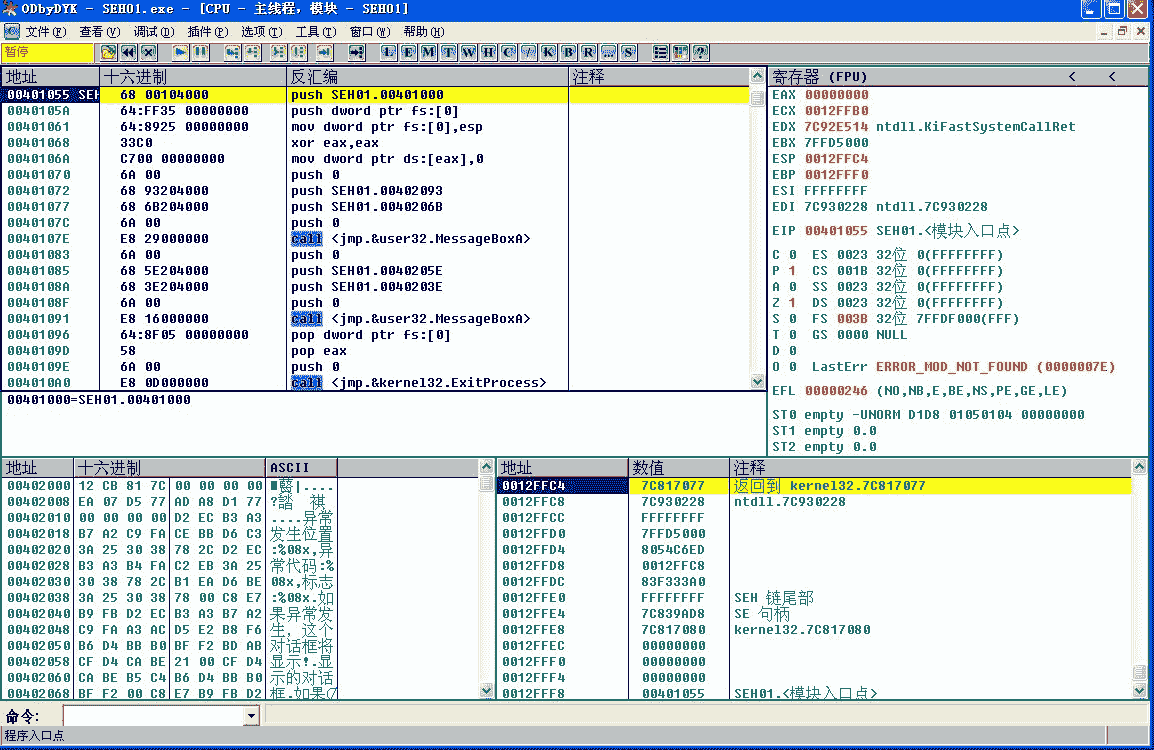 ODbyDYK - SEH01.exe - [CPU - 主线程, 模块 - SEH01]
文件(F) 查看(V) 调试(D) 插件(P) 选项(T) 工具(T) 窗口(W) 帮助(H)
暂停 L E M T W H C K B R S ?
地址 十六进制 反汇编 注释
00401055 SEH 68 00104000 push SEH01.00401000
0040105A 64:FF35 00000000 push dword ptr fs:[0]
00401061 64:8925 00000000 mov dword ptr fs:[0],esp
00401068 33C0 xor eax,eax
0040106A C700 00000000 mov dword ptr ds:[eax],0
00401070 6A 00 push 0
00401072 68 93204000 push SEH01.00402093
00401077 68 6B204000 push SEH01.0040206B
0040107C 6A 00 push 0
0040107E E8 29000000 call <jmp.&user32.MessageBoxA>
00401083 6A 00 push 0
00401085 68 5E204000 push SEH01.0040205E
0040108A 68 3E204000 push SEH01.0040203E
0040108F 6A 00 push 0
00401091 E8 16000000 call <jmp.&user32.MessageBoxA>
00401096 64:8F05 00000000 pop dword ptr fs:[0]
0040109D 58 pop eax
0040109E 6A 00 push 0
004010A0 E8 0D000000 call <jmp.&kernel32.ExitProcess>
00401000=SEH01.00401000
寄存器 (FPU) < <
EAX 00000000
ECX 0012FFB0
EDX 7C92E514 ntdll.KiFastSystemCallRet
EBX 7FFD5000
ESP 0012FFC4
EBP 0012FFF0
ESI FFFFFFFF
EDI 7C930228 ntdll.7C930228
EIP 00401055 SEH01.<模块入口点>
C 0 ES 0023 32位 0(FFFFFFFF)
P 1 CS 001B 32位 0(FFFFFFFF)
A 0 SS 0023 32位 0(FFFFFFFF)
Z 1 DS 0023 32位 0(FFFFFFFF)
S 0 FS 003B 32位 7FFDF000(FFF)
T 0 GS 0000 NULL
D 0
O 0 LastErr ERROR_MOD_NOT_FOUND (0000007E)
EFL 00000246 (NO,NB,E,BE,NS,PE,GE,LE)
ST0 empty -UNORM D1D8 01050104 00000000
ST1 empty 0.0
ST2 empty 0.0
地址 十六进制 ASCII
00402000 12 CB 81 7C 00 00 00 00 |....
00402008 EA 07 D5 77 AD A8 D1 77 ? 祺
00402010 00 00 00 00 D2 EC B3 A3 ....异常
00402018 B7 A2 C9 FA CE BB D6 C3 发生位置
00402020 3A 25 30 38 78 2C D2 EC :%08x,异
00402028 B3 A3 B4 FA C2 EB 3A 25 常代码:%
00402030 30 38 78 2C B1 EA D6 BE 08x,标志
00402038 3A 25 30 38 78 00 C8 E7 :%08x.如
00402040 B9 FB D2 EC B3 A3 B7 A2 果异常发
00402048 C9 FA A3 AC D5 E2 B8 F6 生，这个
00402050 B6 D4 BB B0 BF F2 BD AB 对话框将
00402058 CF D4 CA BE 21 00 CF D4 显示!.显
00402060 CA BE B5 C4 B6 D4 BB B0 示的对话
00402068 BF F2 00 C8 E7 B9 FB D2 框.如果
地址 数值 注释
0012FFC4 7C817077 返回到 kernel32.7C817077
0012FFC8 7C930228 ntdll.7C930228
0012FFCC FFFFFFFF
0012FFD0 7FFD5000
0012FFD4 8054C6ED
0012FFD8 0012FFC8
0012FFDC 83F333A0
0012FFE0 FFFFFFFF SEH 链尾部
0012FFE4 7C839AD8 SE 句柄
0012FFE8 7C817080 kernel32.7C817080
0012FFEC 00000000
0012FFF0 00000000
0012FFF4 00000000
0012FFF8 00401055 SEH01.<模块入口点>
命令:
程序入口点